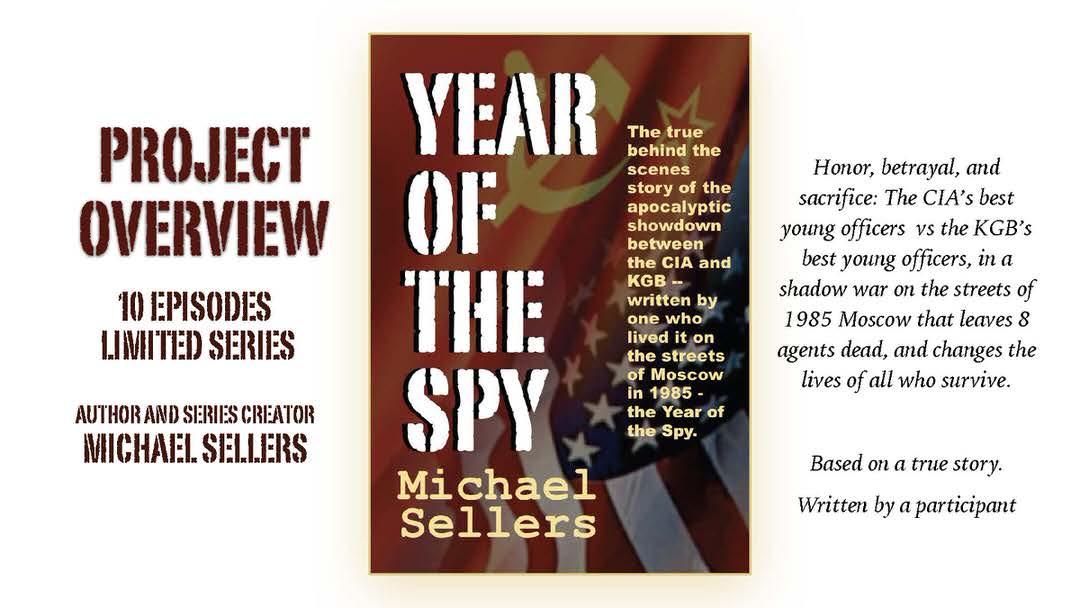 PROJECT
OVERVIEW
10 EPISODES
LIMITED SERIES
AUTHOR AND SERIES CREATOR
MICHAEL SELLERS
YEAR
OF
THE
SPY
The true
behind the
scenes
story of the
apocalyptic
showdown
between
the CIA and
KGB --
written by
one who
lived it on
the streets
of Moscow
in 1985 -
the Year of
the Spy.
Michael
Sellers
Honor, betrayal, and
sacrifice: The CIA's best
young officers vs the KGB's
best young officers, in a
shadow war on the streets of
1985 Moscow that leaves 8
agents dead, and changes the
lives of all who survive.
Based on a true story.
Written by a participant